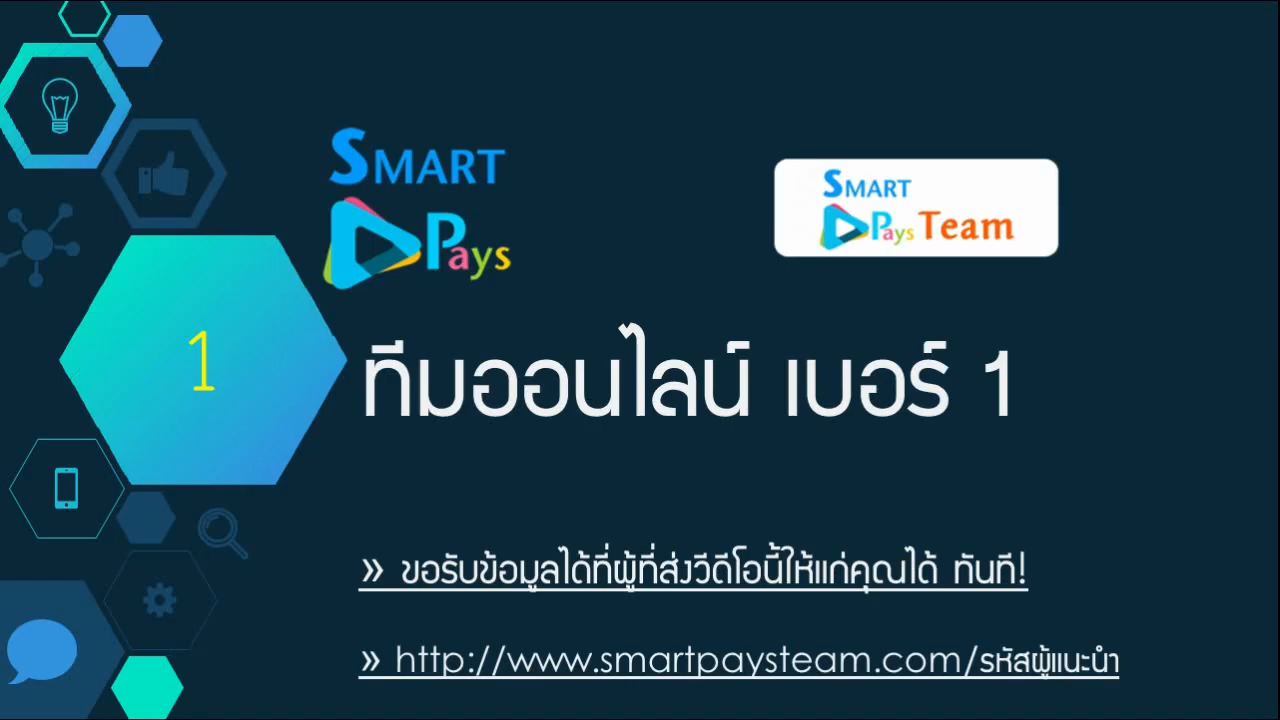 SMART
Pays
SMART
Pays Team
1
ทีมออนไลน์ เบอร์ 1
» ขอรับข้อมูลได้ที่ผู้ที่ส่งวีดีโอนี้ให้แก่คุณได้ ทันที!
» http://www.smartpaysteam.com/รหัสผู้แนะนำ